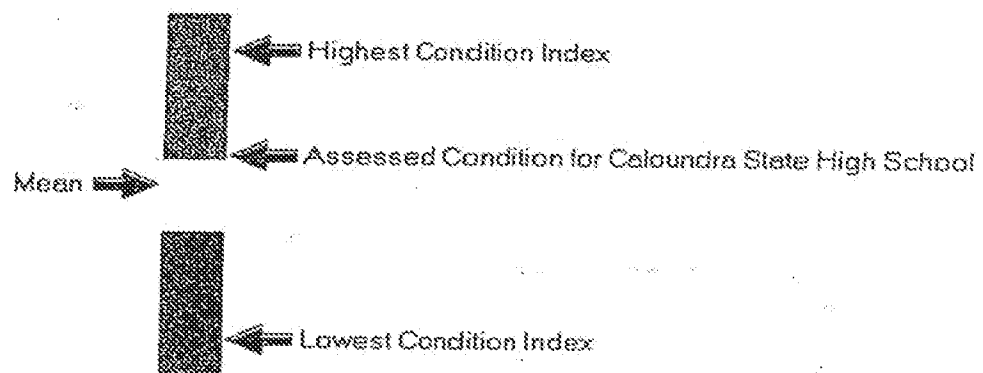 Highest Condition Index
Assessed Condition for Caloundra State High School
Mean
Lowest Condition Index